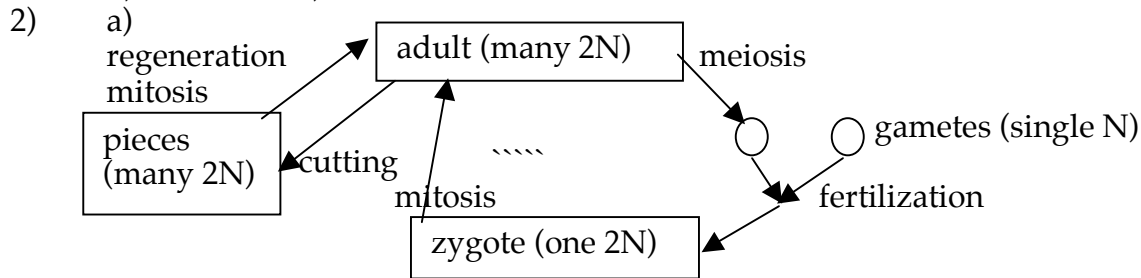 2) a)
regeneration
mitosis
adult (many 2N)
meiosis
pieces
(many 2N)
cutting
`````
gametes (single N)
mitosis
fertilization
zygote (one 2N)